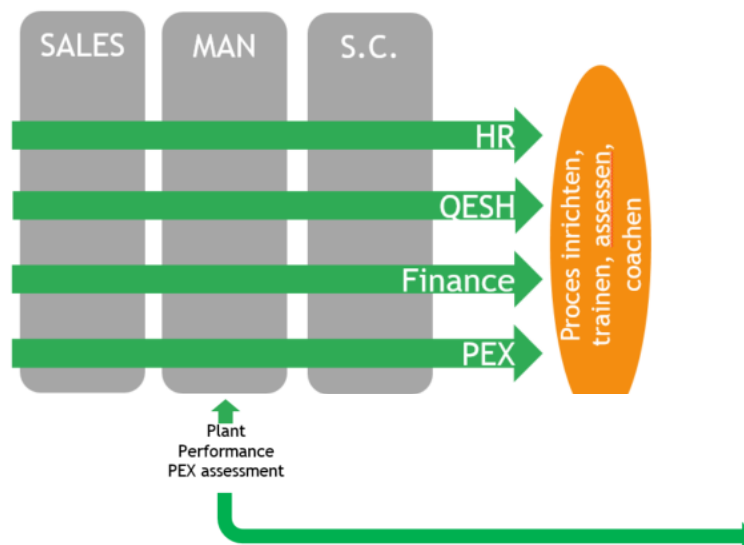 SALES
MAN
S.C.
HR
QESH
Finance
PEX
Proces inrichten,
trainen, assessen,
coachen
Plant
Performance
PEX assessment